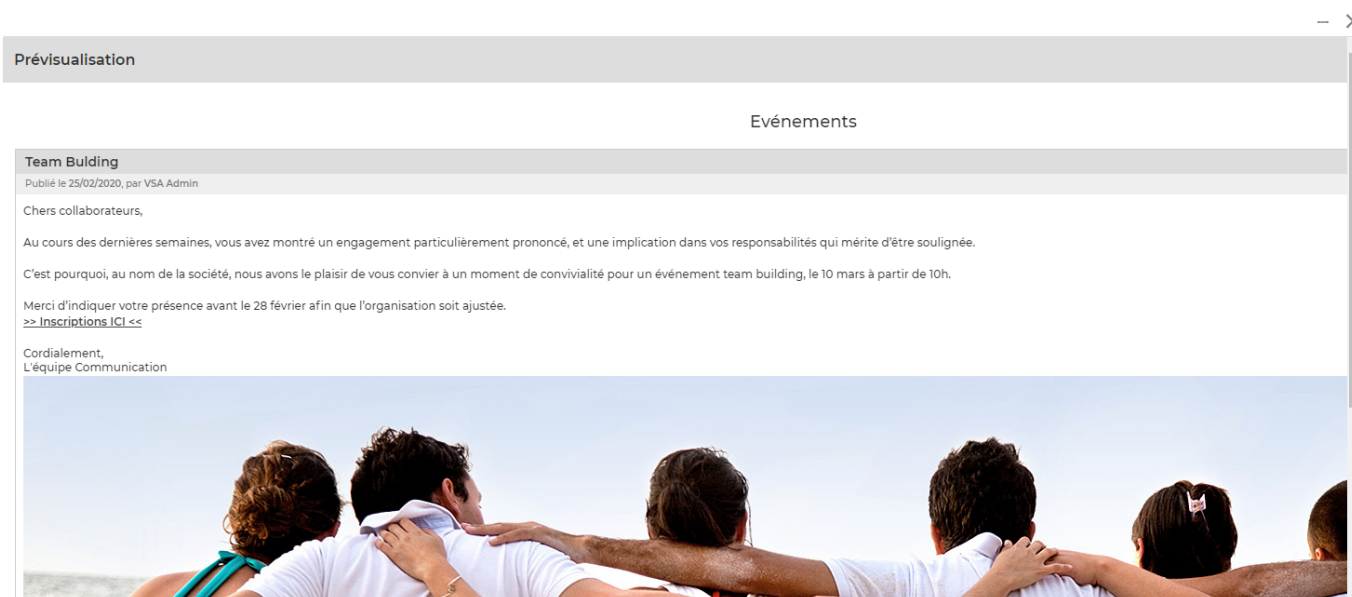 Prévisualisation
Evénements
Team Bulding
Publié le 25/02/2020, par VSA Admin
Chers collaborateurs,
Au cours des dernières semaines, vous avez montré un engagement particulièrement prononcé, et une implication dans vos responsabilités qui mérite d'être soulignée.
C'est pourquoi, au nom de la société, nous avons le plaisir de vous convier à un moment de convivialité pour un événement team building, le 10 mars à partir de 10h.
Merci d'indiquer votre présence avant le 28 février afin que l'organisation soit ajustée.
>> Inscriptions ICI <<
Cordialement,
L'équipe Communication